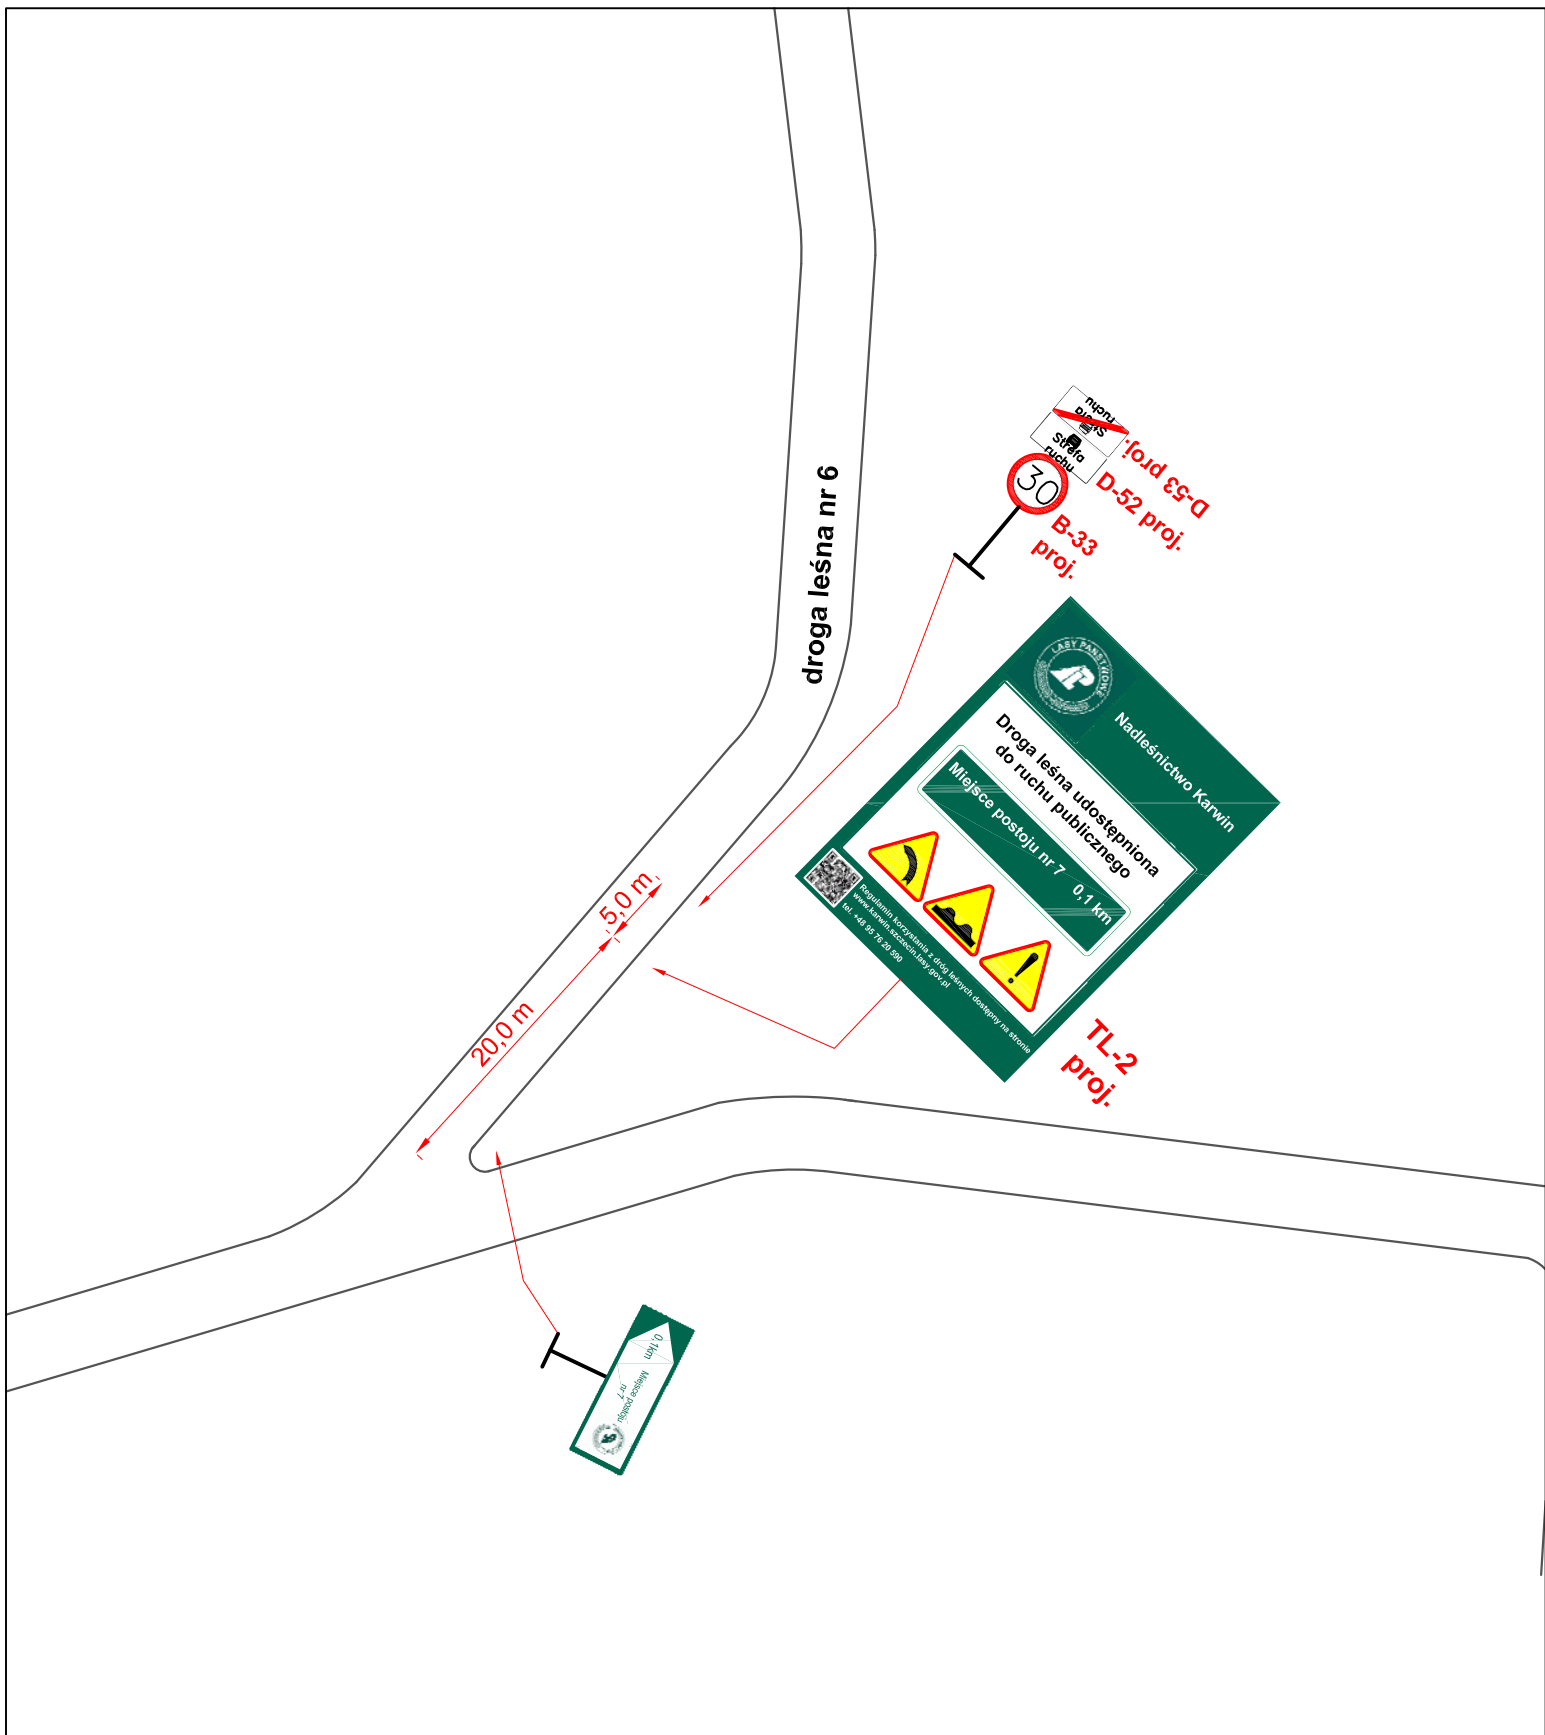 droga leśna nr 6
Strefa
ruchu
D-53 proj.
Strefa
ruchu
D-52 proj.
30
B-33
proj.
LASY PAŃSTWOWE
Nadleśnictwo Karwin
Droga leśna udostępniona
do ruchu publicznego
Miejsce postoju nr 7 0,1 km
Regulamin korzystania z dróg leśnych dostępny na stronie
www.karwin.szczecin.lasy.gov.pl
tel. +48 95 76 20 590
TL-2
proj.
5,0 m
20,0 m
0,1km
Miejsce postoju
nr 7